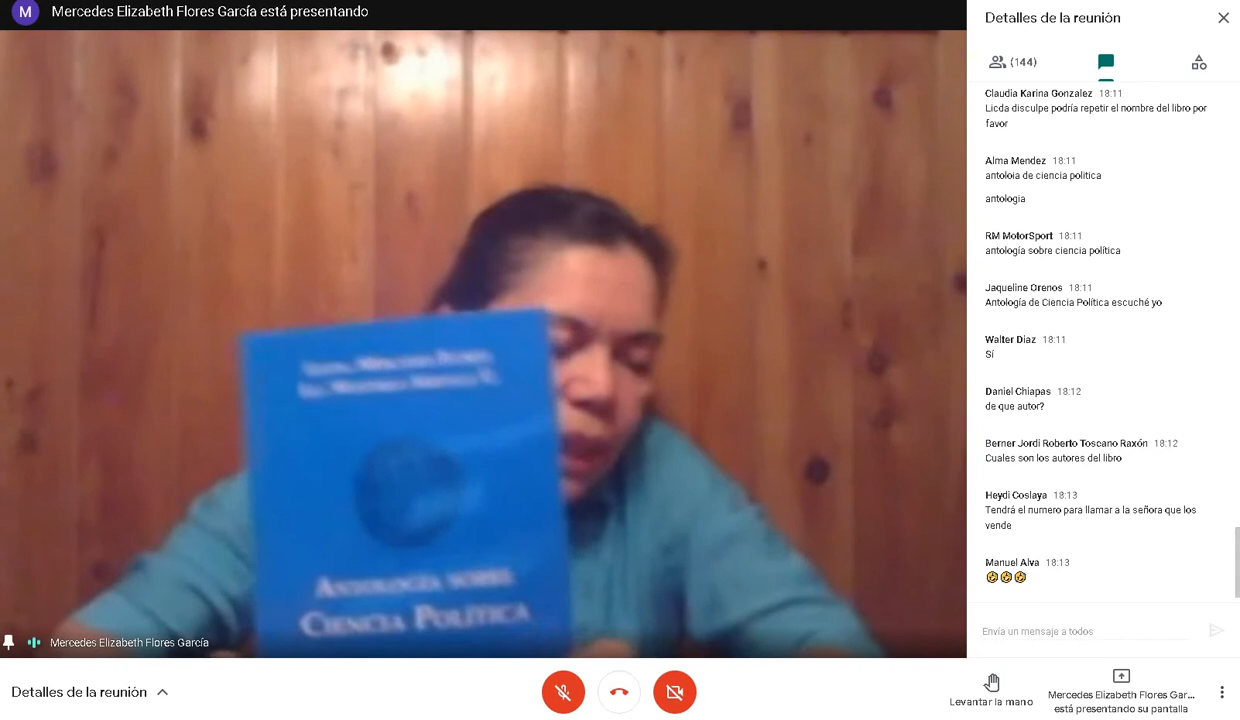 M
Mercedes Elizabeth Flores García está presentando
ANTOLOGÍA SOBRE
CIENCIA POLÍTICA
Mercedes Elizabeth Flores García
Detalles de la reunión
(144)
Claudia Karina Gonzalez 18:11
Licda disculpe podría repetir el nombre del libro por
favor
Alma Mendez 18:11
antoloia de ciencia politica
antologia
RM MotorSport 18:11
antología sobre ciencia política
Jaqueline Orenos 18:11
Antología de Ciencia Política escuché yo
Walter Diaz 18:11
Sí
Daniel Chiapas 18:12
de que autor?
Berner Jordi Roberto Toscano Raxón 18:12
Cuales son los autores del libro
Heydi Coslaya 18:13
Tendrá el numero para llamar a la señora que los
vende
Manuel Alva 18:13
🤣🤣🤣
Envía un mensaje a todos
Detalles de la reunión
Levantar la mano
Mercedes Elizabeth Flores Gar...
está presentando su pantalla